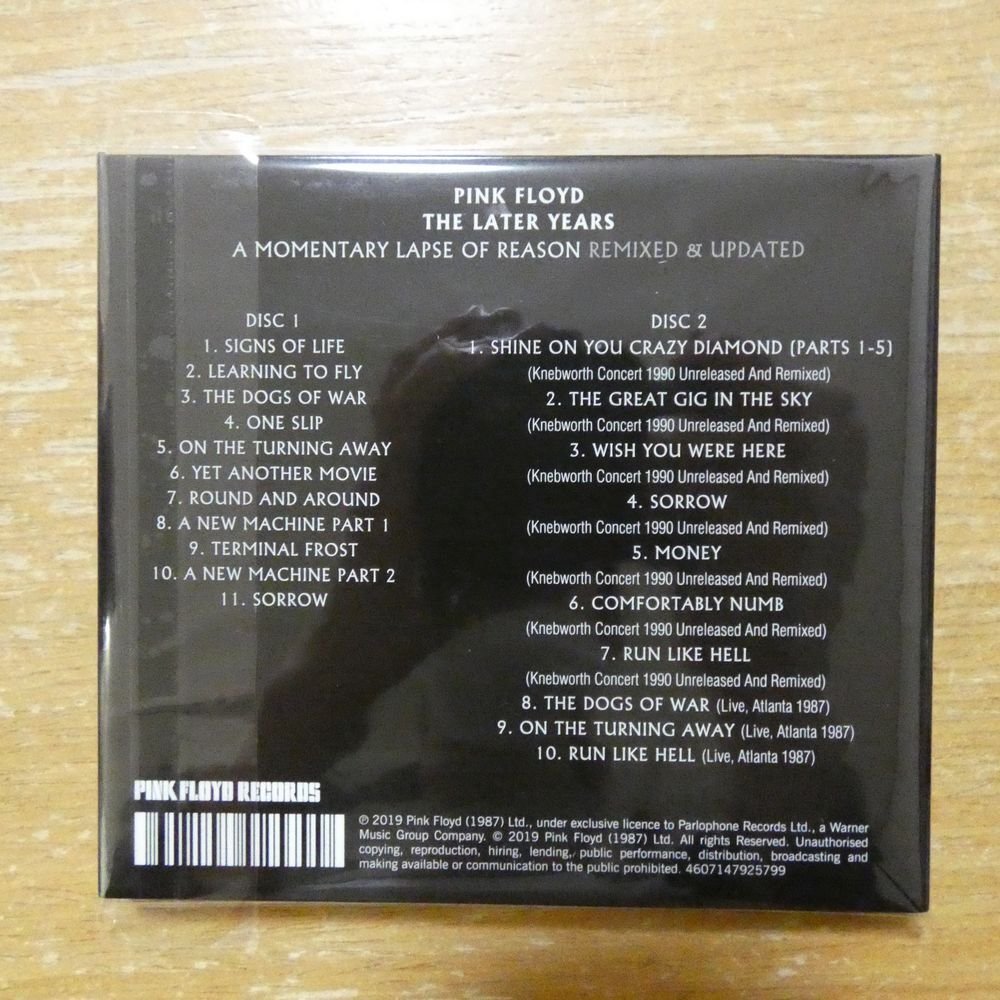 PINK FLOYD
THE LATER YEARS
A MOMENTARY LAPSE OF REASON REMIXED & UPDATED
DISC 1
1. SIGNS OF LIFE
2. LEARNING TO FLY
3. THE DOGS OF WAR
4. ONE SLIP
5. ON THE TURNING AWAY
6. YET ANOTHER MOVIE
7. ROUND AND AROUND
8. A NEW MACHINE PART 1
9. TERMINAL FROST
10. A NEW MACHINE PART 2
11. SORROW
DISC 2
1. SHINE ON YOU CRAZY DIAMOND (PARTS 1-5)
(Knebworth Concert 1990 Unreleased And Remixed)
2. THE GREAT GIG IN THE SKY
(Knebworth Concert 1990 Unreleased And Remixed)
3. WISH YOU WERE HERE
(Knebworth Concert 1990 Unreleased And Remixed)
4. SORROW
(Knebworth Concert 1990 Unreleased And Remixed)
5. MONEY
(Knebworth Concert 1990 Unreleased And Remixed)
6. COMFORTABLY NUMB
(Knebworth Concert 1990 Unreleased And Remixed)
7. RUN LIKE HELL
(Knebworth Concert 1990 Unreleased And Remixed)
8. THE DOGS OF WAR (Live, Atlanta 1987)
9. ON THE TURNING AWAY (Live, Atlanta 1987)
10. RUN LIKE HELL (Live, Atlanta 1987)
PINK FLOYD RECORDS
℗ 2019 Pink Floyd (1987) Ltd., under exclusive licence to Parlophone Records Ltd., a Warner
Music Group Company. © 2019 Pink Floyd (1987) Ltd. All rights Reserved. Unauthorised
copying, reproduction, hiring, lending, public performance, distribution, broadcasting and
making available or communication to the public prohibited. 4607147925799